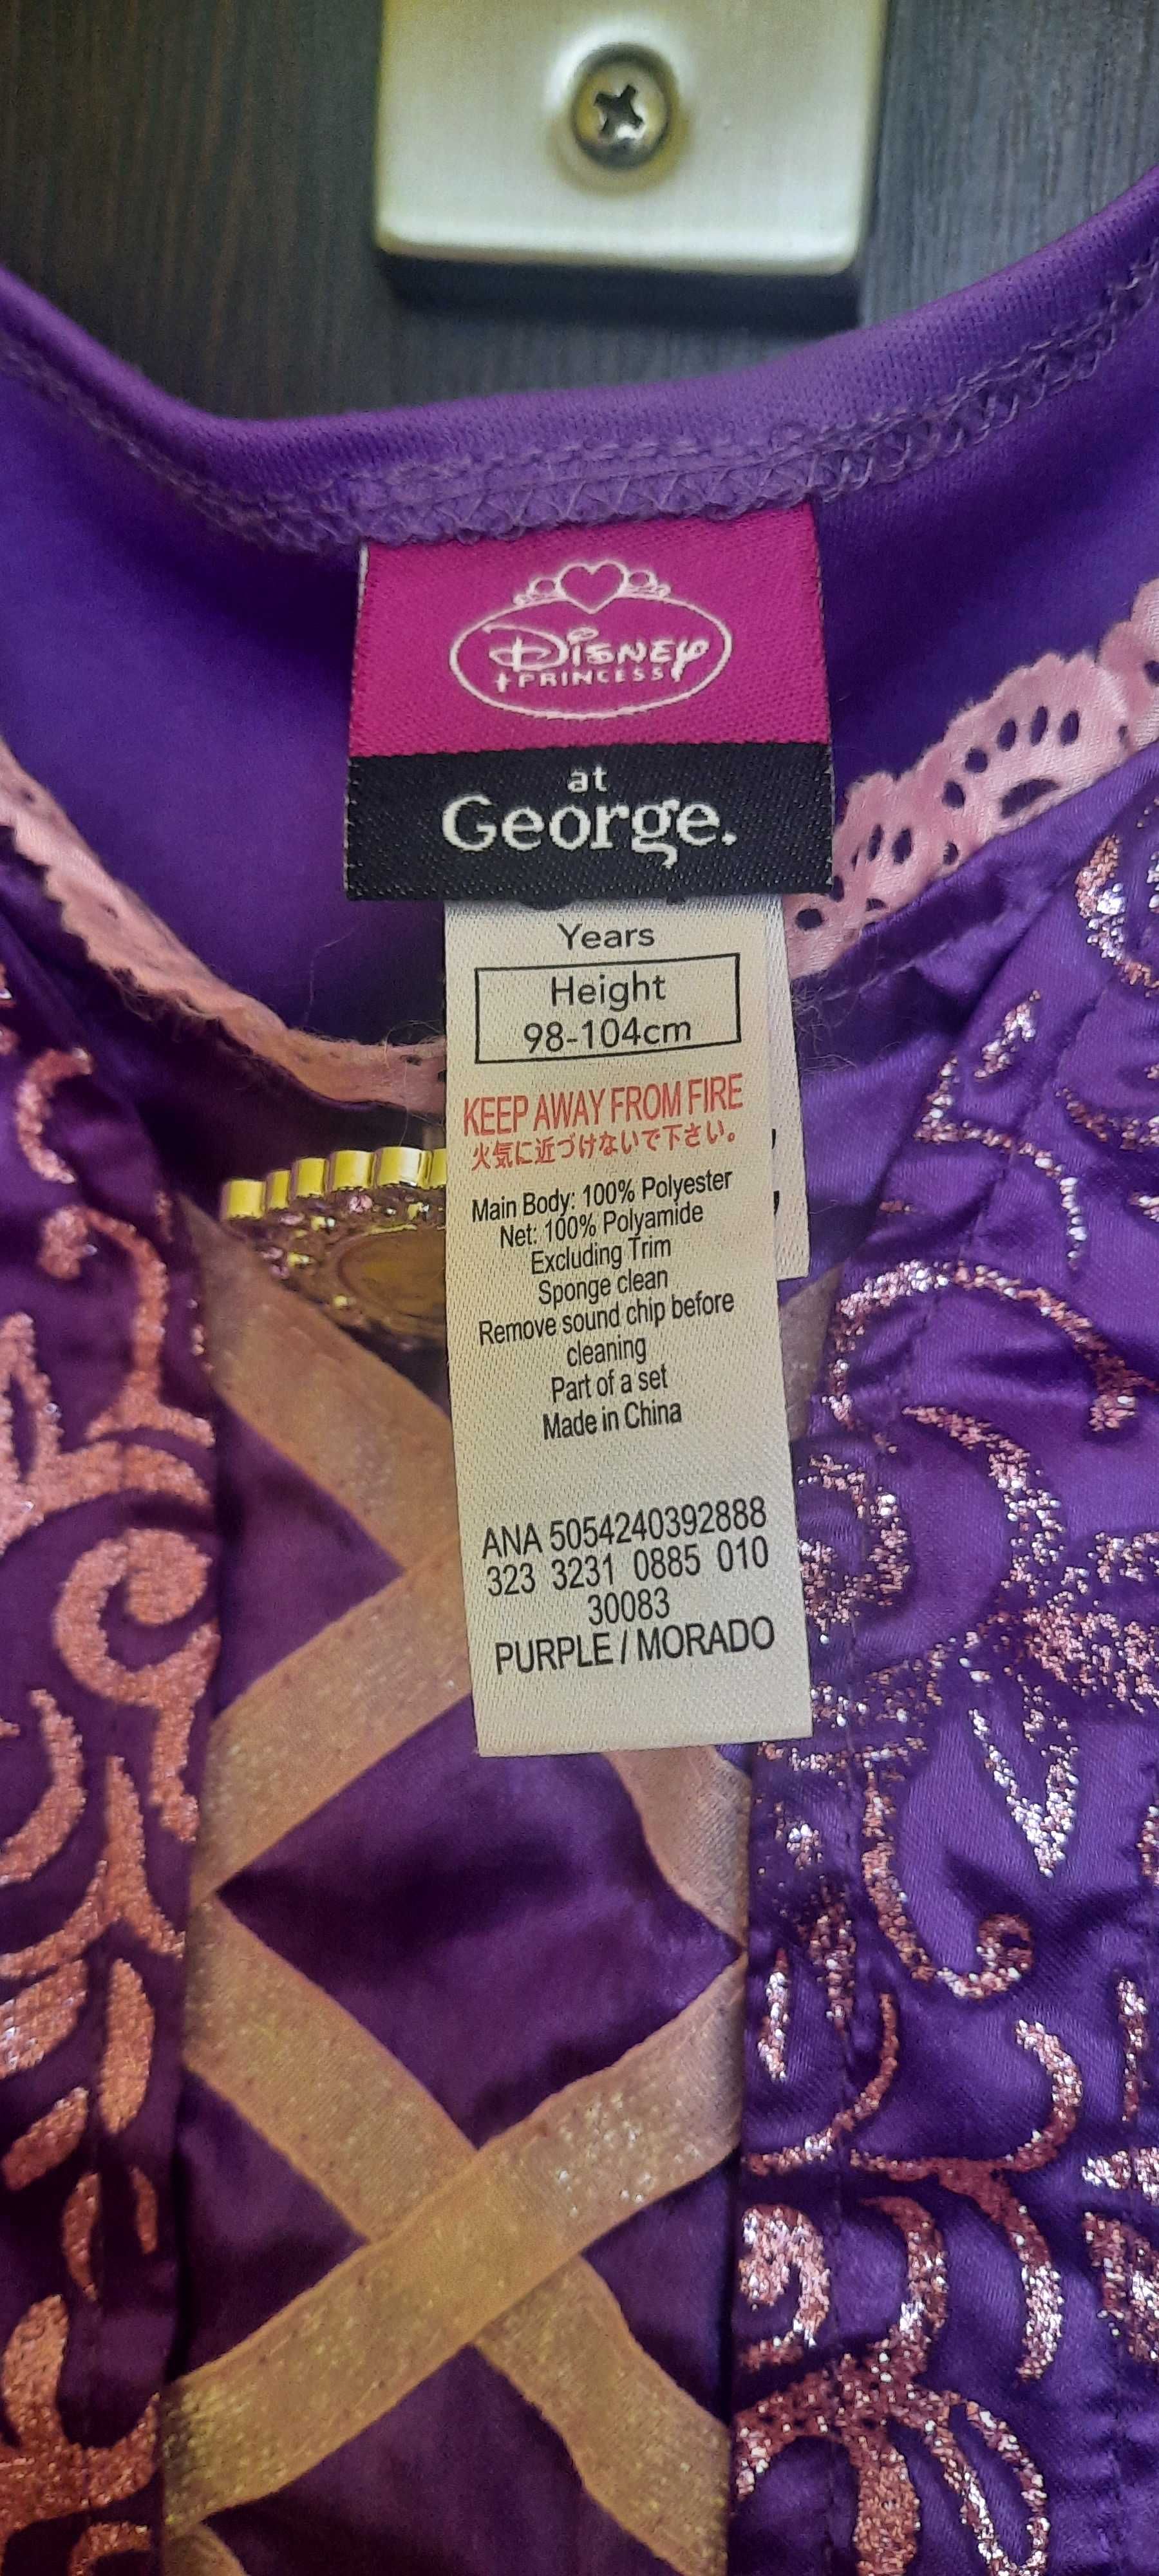 Disney
PRINCESS
at
George.
Years
Height
98-104cm
KEEP AWAY FROM FIRE
火気に近づけないで下さい。
Main Body: 100% Polyester
Net: 100% Polyamide
Excluding Trim
Sponge clean
Remove sound chip before
cleaning
Part of a set
Made in China
ANA 5054240392888
323 3231 0885 010
30083
PURPLE / MORADO